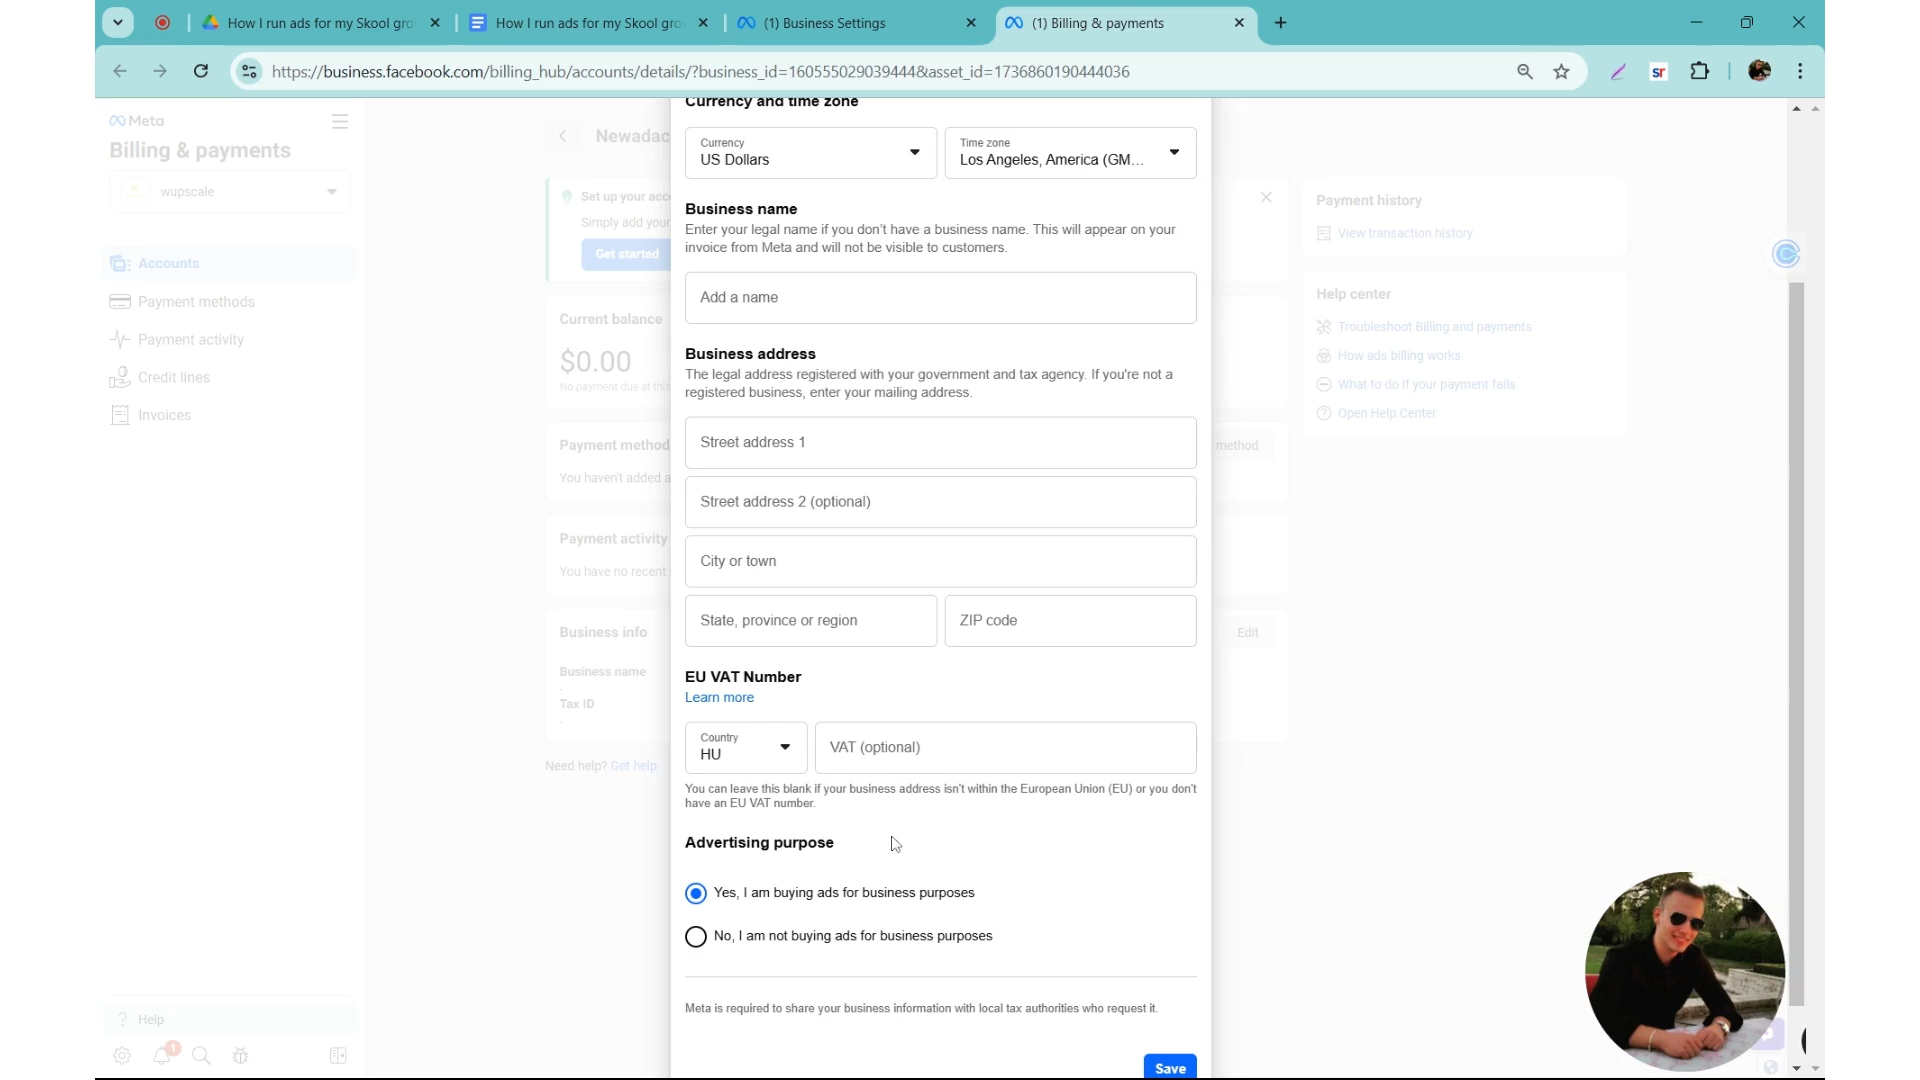 How I run ads for my Skool gro
How I run ads for my Skool gro
(1) Business Settings
(1) Billing & payments
https://business.facebook.com/billing_hub/accounts/details/?business_id=160555029039444&asset_id=1736860190444036
sr
Meta
Billing & payments
wupscale
Accounts
Payment methods
Payment activity
Credit lines
Invoices
Help
1
Newadac
Set up your acc
Simply add your
Get started
Current balance
$0.00
No payment due at this
Payment method
You haven't added a
method
Payment activity
You have no recent
Business info
Edit
Business name
-
Tax ID
-
Need help? Get help
Currency and time zone
Currency
US Dollars
Time zone
Los Angeles, America (GM...
Business name
Enter your legal name if you don't have a business name. This will appear on your
invoice from Meta and will not be visible to customers.
Add a name
Business address
The legal address registered with your government and tax agency. If you're not a
registered business, enter your mailing address.
Street address 1
Street address 2 (optional)
City or town
State, province or region
ZIP code
EU VAT Number
Learn more
Country
HU
VAT (optional)
You can leave this blank if your business address isn't within the European Union (EU) or you don't
have an EU VAT number.
Advertising purpose
Yes, I am buying ads for business purposes
No, I am not buying ads for business purposes
Meta is required to share your business information with local tax authorities who request it.
Save
Payment history
View transaction history
Help center
Troubleshoot Billing and payments
How ads billing works
What to do if your payment fails
Open Help Center